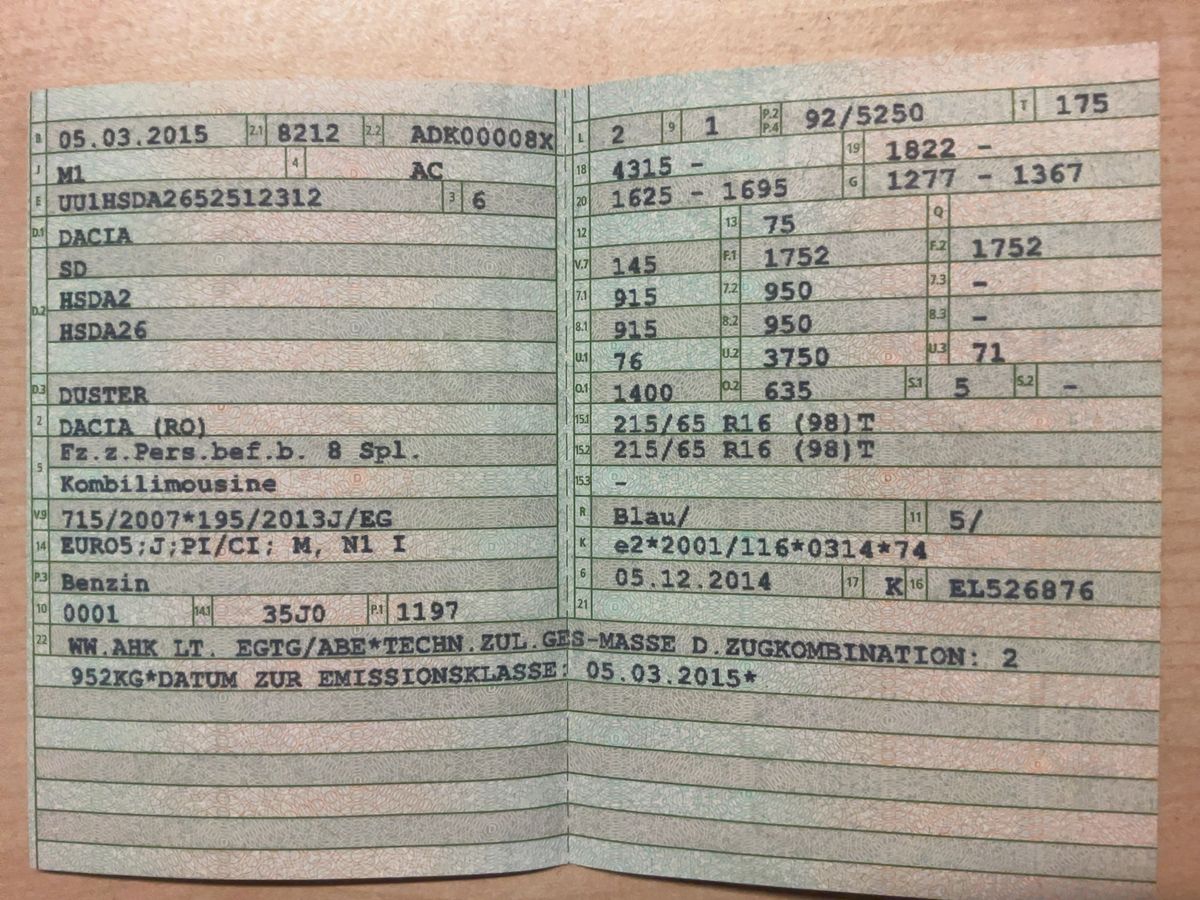 B 05.03.2015 2.1 8212 2.2 ADK00008X
J M1 4 AC
E UU1HSDA2652512312 3 6
D.1 DACIA
D.2 SD
HSDA2
HSDA26
D.3 DUSTER
2 DACIA (RO)
5 Fz.z.Pers.bef.b. 8 Spl.
Kombilimousine
V.9 715/2007*195/2013J/EG
14 EURO5;J;PI/CI; M, N1 I
P.3 Benzin
10 0001 14.1 35J0 P.1 1197
L 2 9 1 P.2 P.4 92/5250 T 175
18 4315 - 19 1822 -
20 1625 - 1695 G 1277 - 1367
12 13 75 Q
V.7 145 F.1 1752 F.2 1752
7.1 915 7.2 950 7.3 -
8.1 915 8.2 950 8.3 -
U.1 76 U.2 3750 U.3 71
O.1 1400 O.2 635 S.1 5 S.2 -
15.1 215/65 R16 (98)T
15.2 215/65 R16 (98)T
15.3 -
R Blau/ 11 5/
K e2*2001/116*0314*74
6 05.12.2014 17 K 16 EL526876
21
22 WW.AHK LT. EGTG/ABE*TECHN.ZUL.GES-MASSE D.ZUGKOMBINATION: 2
952KG*DATUM ZUR EMISSIONSKLASSE: 05.03.2015*